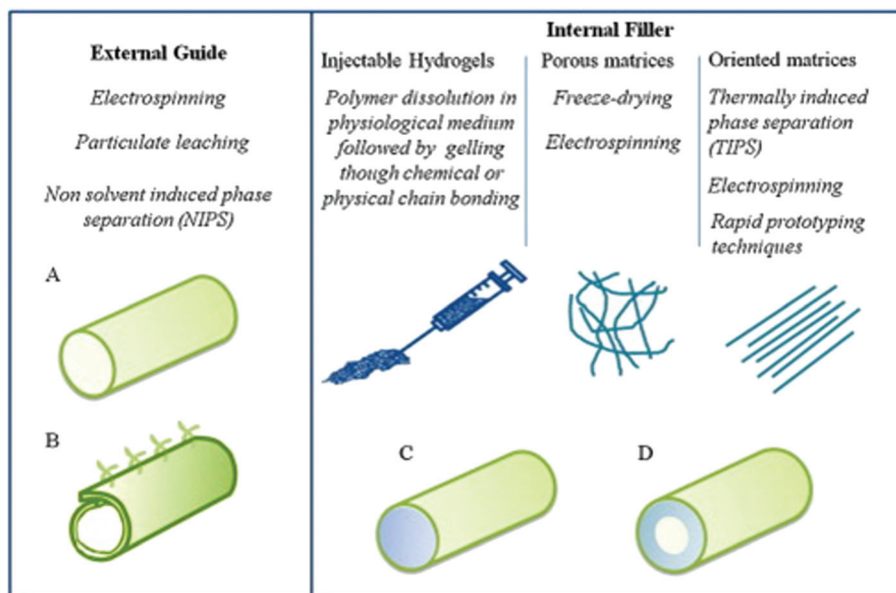 External Guide
Electrospinning
Particulate leaching
Non solvent induced phase
separation (NIPS)
A
B
Internal Filler
Injectable Hydrogels
Polymer dissolution in
physiological medium
followed by gelling
though chemical or
physical chain bonding
Porous matrices
Freeze-drying
Electrospinning
Oriented matrices
Thermally induced
phase separation
(TIPS)
Electrospinning
Rapid prototyping
techniques
C
D